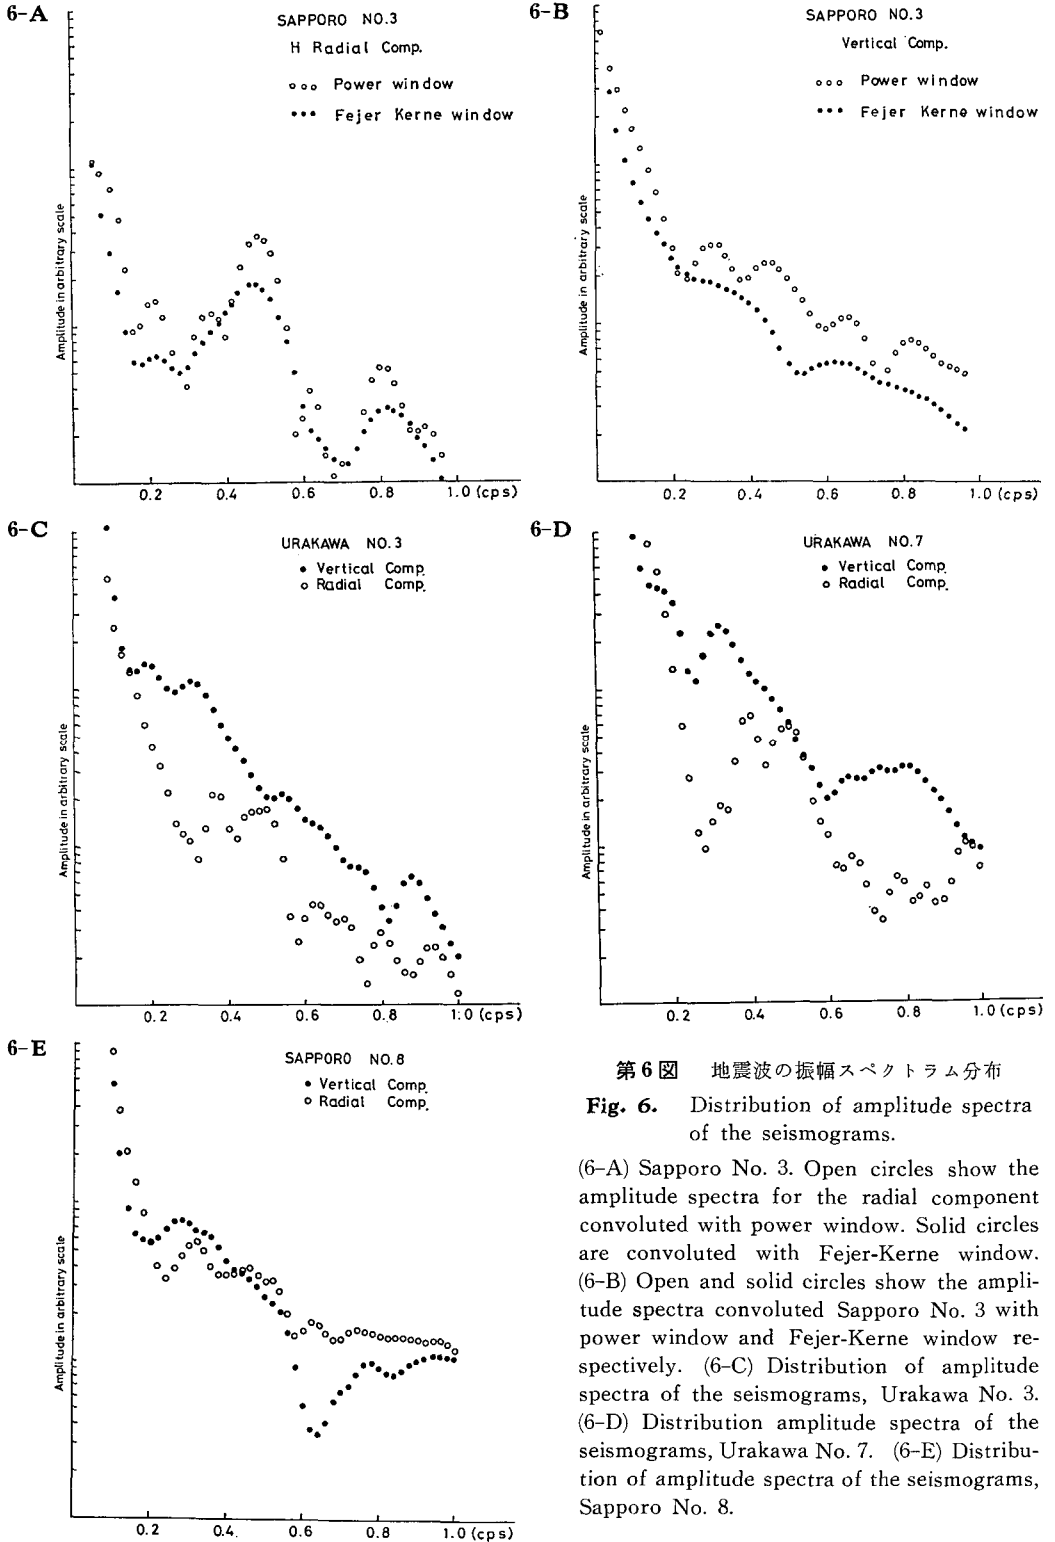 6-A
SAPPORO NO.3
H Radial Comp.
○○○ Power window
••• Fejer Kerne window
Amplitude in arbitrary scale
0.2 0.4 0.6 0.8 1.0 (cps)
6-B
SAPPORO NO.3
Vertical Comp.
○○○ Power window
••• Fejer Kerne window
Amplitude in arbitrary scale
0.2 0.4 0.6 0.8 1.0 (cps)
6-C
URAKAWA NO.3
• Vertical Comp.
○ Radial Comp.
Amplitude in arbitrary scale
0.2 0.4 0.6 0.8 1.0 (cps)
6-D
URAKAWA NO.7
• Vertical Comp.
○ Radial Comp.
Amplitude in arbitrary scale
0.2 0.4 0.6 0.8 1.0 (cps)
6-E
SAPPORO NO.8
• Vertical Comp.
○ Radial Comp.
Amplitude in arbitrary scale
0.2 0.4 0.6 0.8 1.0 (cps)
第6図 地震波の振幅スペクトラム分布
Fig. 6. Distribution of amplitude spectra
of the seismograms.
(6-A) Sapporo No. 3. Open circles show the
amplitude spectra for the radial component
convoluted with power window. Solid circles
are convoluted with Fejer-Kerne window.
(6-B) Open and solid circles show the ampli-
tude spectra convoluted Sapporo No. 3 with
power window and Fejer-Kerne window re-
spectively. (6-C) Distribution of amplitude
spectra of the seismograms, Urakawa No. 3.
(6-D) Distribution amplitude spectra of the
seismograms, Urakawa No. 7. (6-E) Distribu-
tion of amplitude spectra of the seismograms,
Sapporo No. 8.